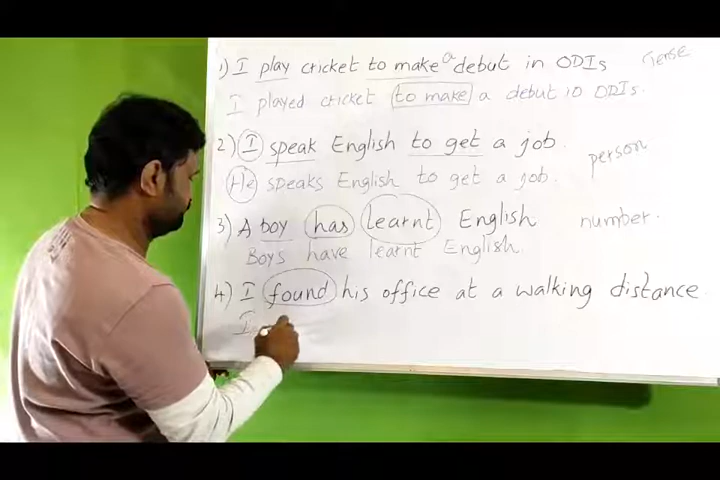 1) I play cricket to make a debut in ODIs Tense
I played cricket to make a debut in ODIs.
2) I speak English to get a job. person
He speaks English to get a job.
3) A boy has learnt English number.
Boys have learnt English.
4) I found his office at a walking distance.
I